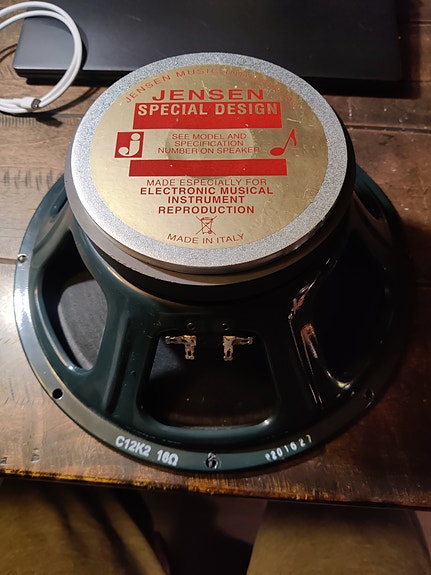 JENSEN MUSICAL
JENSEN
SPECIAL DESIGN
j
SEE MODEL AND
SPECIFICATION
NUMBER ON SPEAKER
MADE ESPECIALLY FOR
ELECTRONIC MUSICAL
INSTRUMENT
REPRODUCTION
MADE IN ITALY
C12K2 16Ω
6